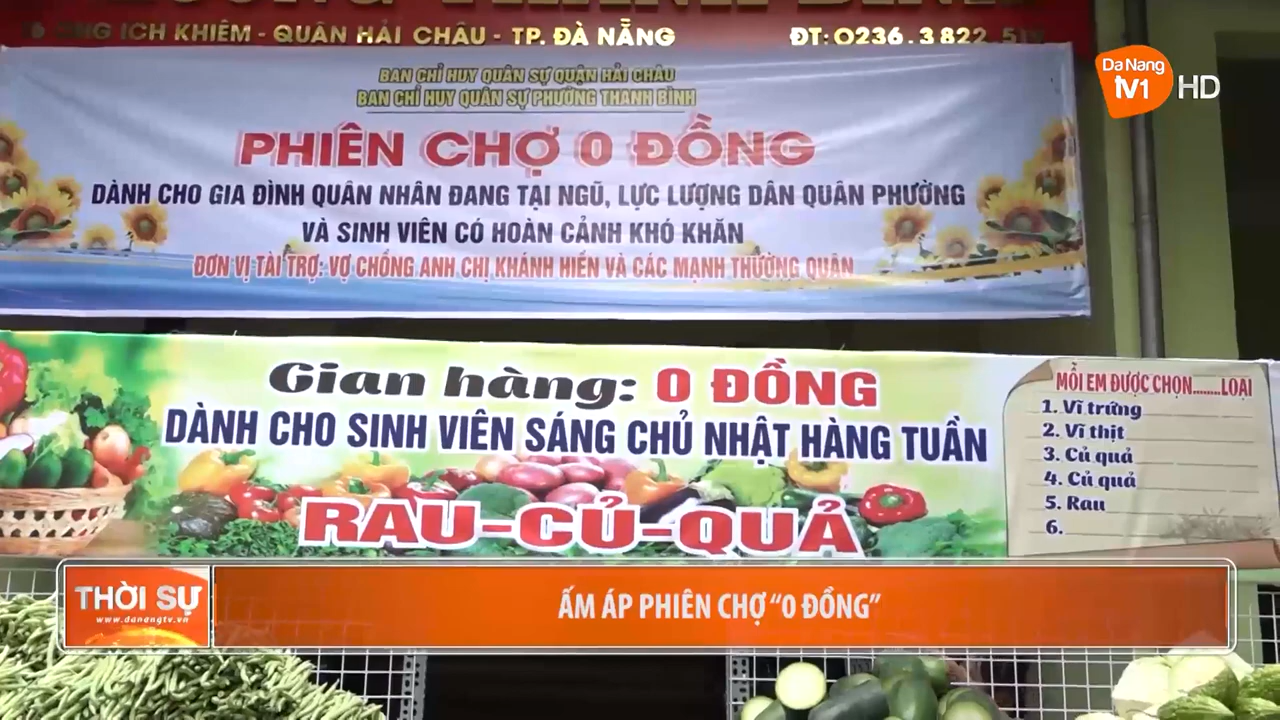 ÍCH KHIÊM - QUẬN HẢI CHÂU - TP. ĐÀ NẴNG
ĐT: 0236.3 822.
Da Nang
TV1 HD
BAN CHỈ HUY QUÂN SỰ QUẬN HẢI CHÂU
BAN CHỈ HUY QUÂN SỰ PHƯỜNG THANH BÌNH
PHIÊN CHỢ 0 ĐỒNG
DÀNH CHO GIA ĐÌNH QUÂN NHÂN ĐANG TẠI NGŨ, LỰC LƯỢNG DÂN QUÂN PHƯỜNG
VÀ SINH VIÊN CÓ HOÀN CẢNH KHÓ KHĂN
ĐƠN VỊ TÀI TRỢ: VỢ CHỒNG ANH CHỊ KHÁNH HIỀN VÀ CÁC MẠNH THƯỜNG QUÂN
Gian hàng: 0 ĐỒNG
DÀNH CHO SINH VIÊN SÁNG CHỦ NHẬT HÀNG TUẦN
RAU-CỦ-QUẢ
MỖI EM ĐƯỢC CHỌN........LOẠI
1. Vĩ trứng
2. Vĩ thịt
3. Củ quả
4. Củ quả
5. Rau
6.
THỜI SỰ
www.danangtv.vn
ẤM ÁP PHIÊN CHỢ “0 ĐỒNG”